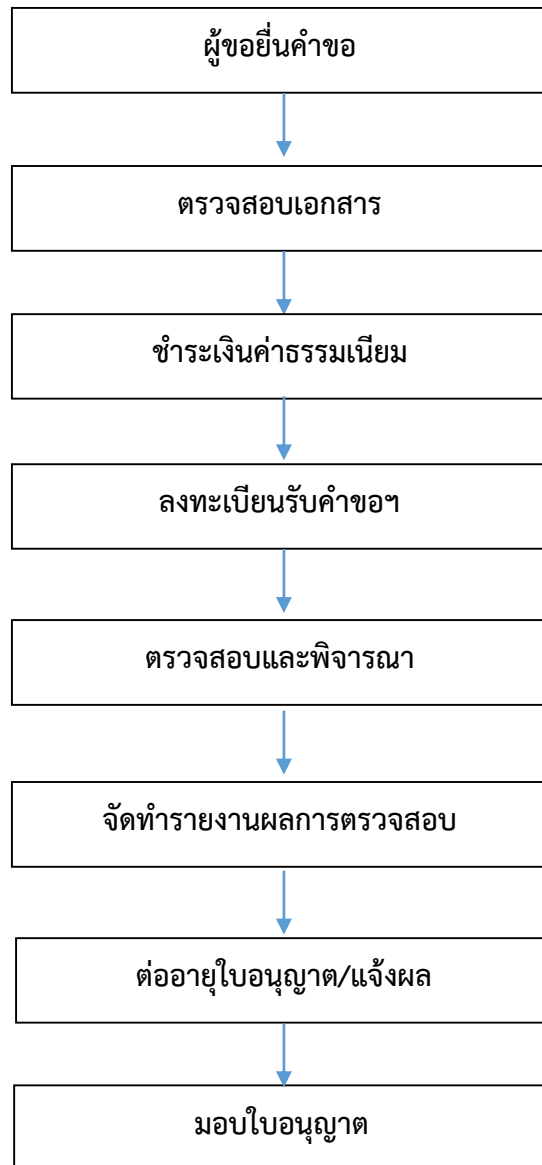 ผู้ขอยื่นคำขอ
ตรวจสอบเอกสาร
ชำระเงินค่าธรรมเนียม
ลงทะเบียนรับคำขอฯ
ตรวจสอบและพิจารณา
จัดทำรายงานผลการตรวจสอบ
ต่ออายุใบอนุญาต/แจ้งผล
มอบใบอนุญาต